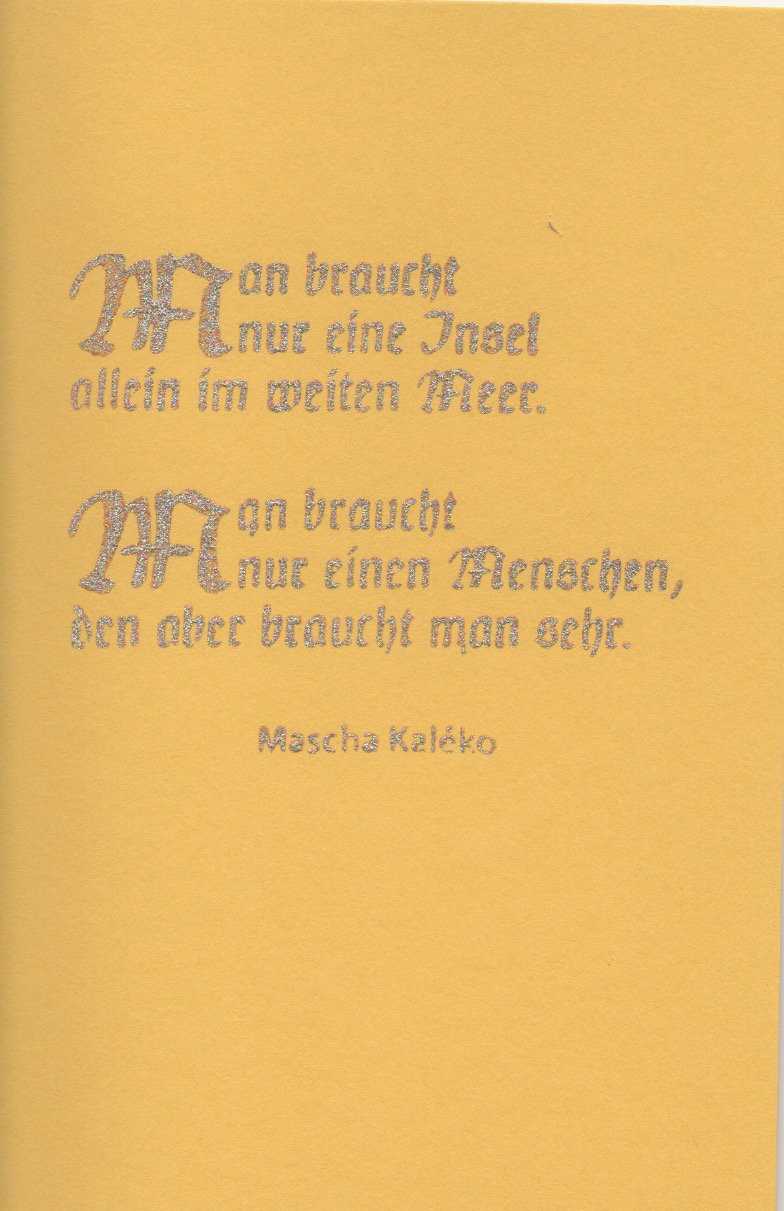 Man braucht
nur eine Insel
allein im weiten Meer.
Man braucht
nur einen Menschen,
den aber braucht man sehr.
Mascha Kaléko